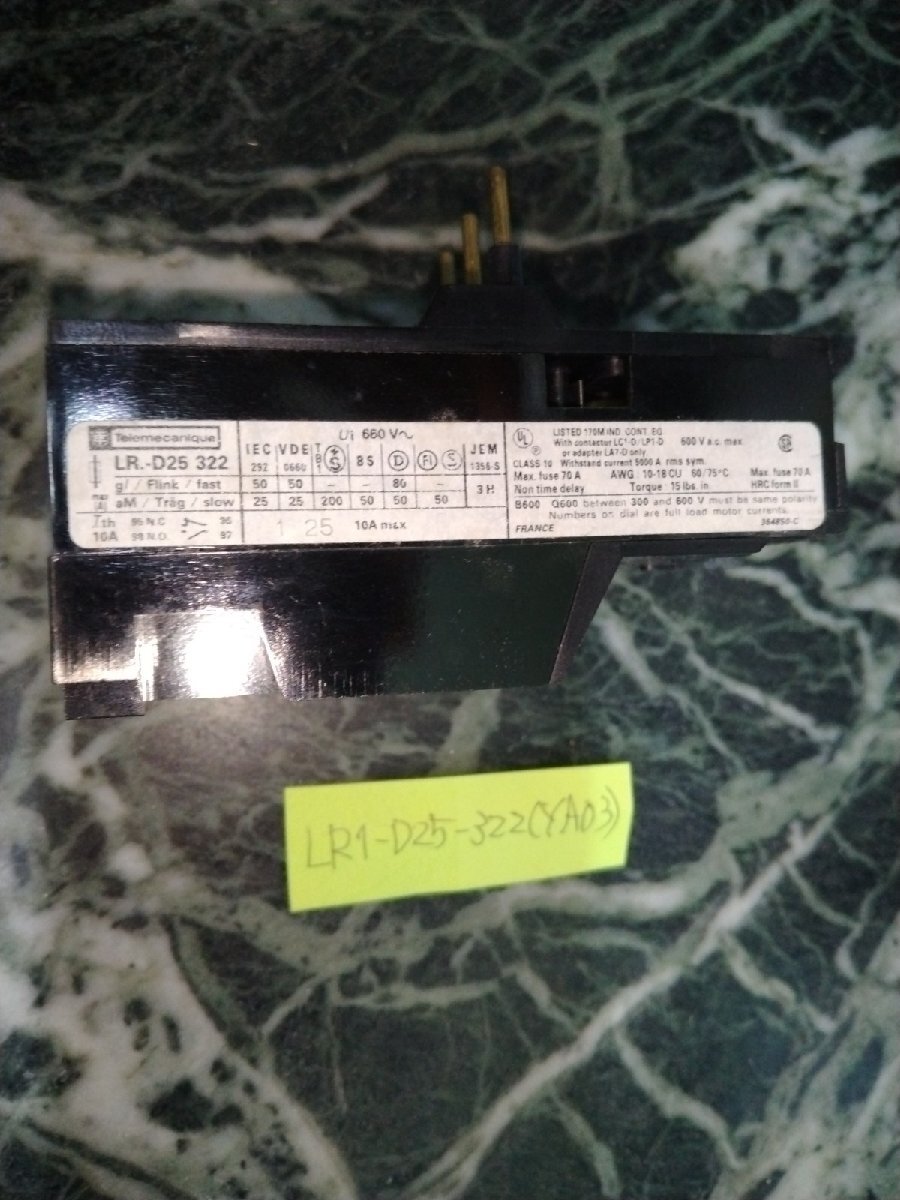 Telemecanique
LR.-D25 322
gI / Flink / fast
aM / Träg / slow
Ith 95 N.C 96
10A 98 N.O. 97
Ui 660 V~
IEC VDE BS JEM
292 0660 1356 S
50 50 – – – 80 – –
25 25 200 50 50 50
3 H
1 25 10A max
UL LISTED 170M IND. CONT. EQ.
With contactor LC1-D/LP1-D 600 V a.c. max
or adapter LA7-D only
CLASS 10 Withstand current 5000 A rms sym.
Max. fuse 70 A AWG 10-18 CU 60/75°C Max fuse 70 A
Non time delay Torque 15 lbs. in HRC form II
B600 Q600 between 300 and 600 V must be same polarity
Numbers on dial are full load motor currents.
FRANCE
LR1-D25-322(YA03)